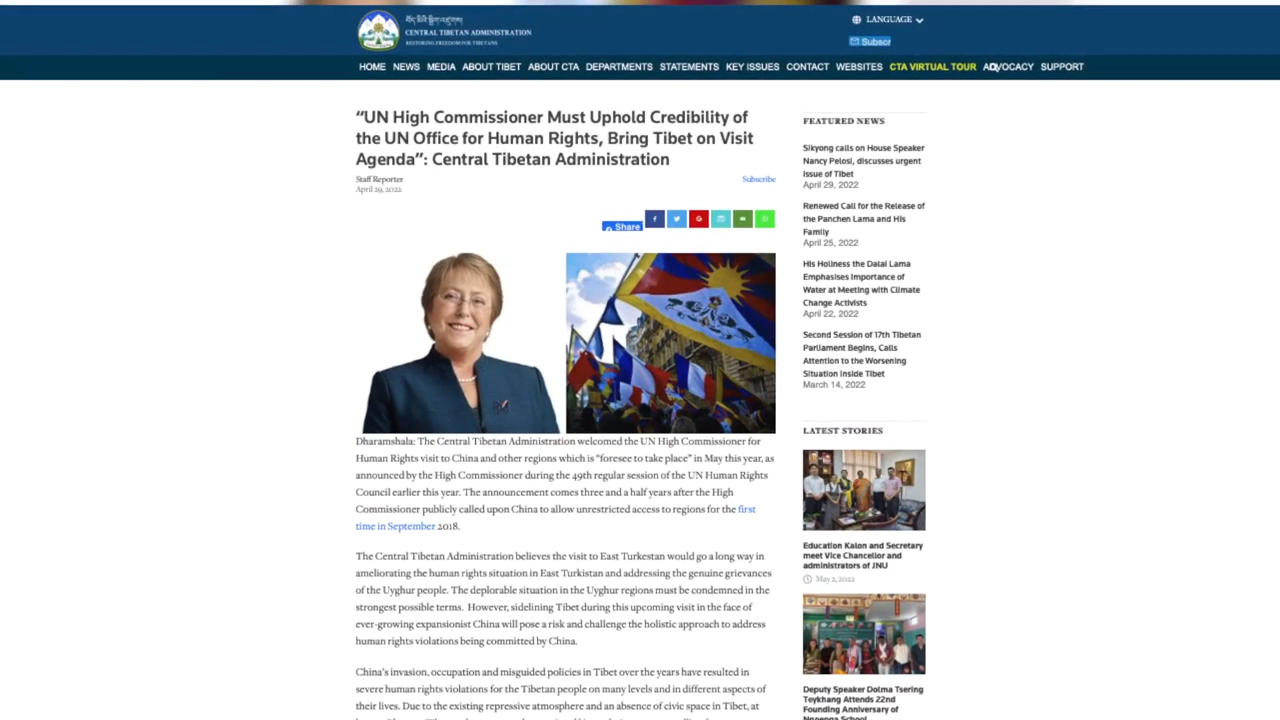 བོད་མིའི་སྒྲིག་འཛུགས།
CENTRAL TIBETAN ADMINISTRATION
RESTORING FREEDOM FOR TIBETANS
LANGUAGE
Subscr
HOME NEWS MEDIA ABOUT TIBET ABOUT CTA DEPARTMENTS STATEMENTS KEY ISSUES CONTACT WEBSITES CTA VIRTUAL TOUR ADVOCACY SUPPORT
“UN High Commissioner Must Uphold Credibility of
the UN Office for Human Rights, Bring Tibet on Visit
Agenda”: Central Tibetan Administration
Staff Reporter
April 29, 2022
Subscribe
Share
Dharamshala: The Central Tibetan Administration welcomed the UN High Commissioner for
Human Rights visit to China and other regions which is “foresee to take place” in May this year, as
announced by the High Commissioner during the 49th regular session of the UN Human Rights
Council earlier this year. The announcement comes three and a half years after the High
Commissioner publicly called upon China to allow unrestricted access to regions for the first
time in September 2018.
The Central Tibetan Administration believes the visit to East Turkestan would go a long way in
ameliorating the human rights situation in East Turkistan and addressing the genuine grievances
of the Uyghur people. The deplorable situation in the Uyghur regions must be condemned in the
strongest possible terms. However, sidelining Tibet during this upcoming visit in the face of
ever-growing expansionist China will pose a risk and challenge the holistic approach to address
human rights violations being committed by China.
China’s invasion, occupation and misguided policies in Tibet over the years have resulted in
severe human rights violations for the Tibetan people on many levels and in different aspects of
their lives. Due to the existing repressive atmosphere and an absence of civic space in Tibet, at
FEATURED NEWS
Sikyong calls on House Speaker
Nancy Pelosi, discusses urgent
issue of Tibet
April 29, 2022
Renewed Call for the Release of
the Panchen Lama and His
Family
April 25, 2022
His Holiness the Dalai Lama
Emphasises Importance of
Water at Meeting with Climate
Change Activists
April 22, 2022
Second Session of 17th Tibetan
Parliament Begins, Calls
Attention to the Worsening
Situation Inside Tibet
March 14, 2022
LATEST STORIES
Education Kalon and Secretary
meet Vice Chancellor and
administrators of JNU
May 2, 2022
Deputy Speaker Dolma Tsering
Teykhang Attends 22nd
Founding Anniversary of
Ngoenga School